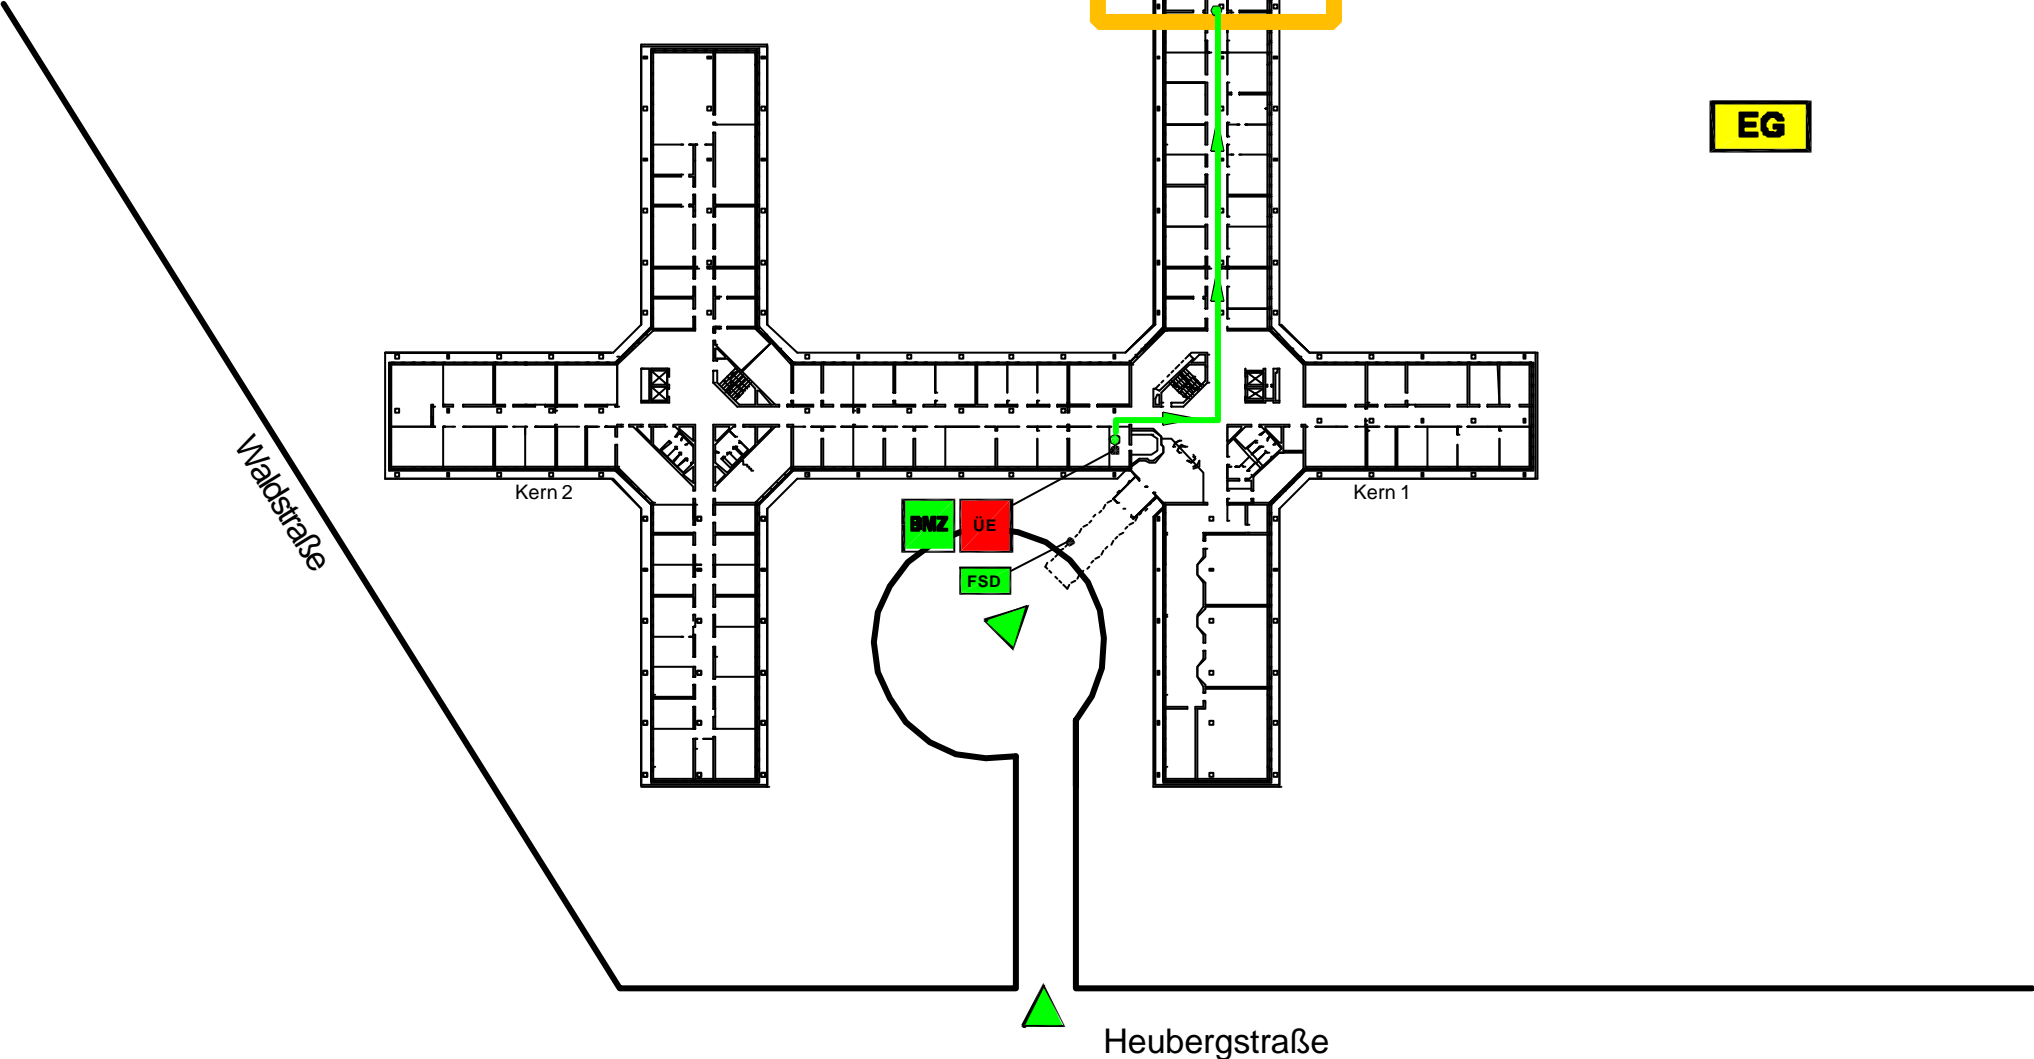 EG
Waldstraße
Kern 2
Kern 1
BMZ
ÜE
FSD
Heubergstraße